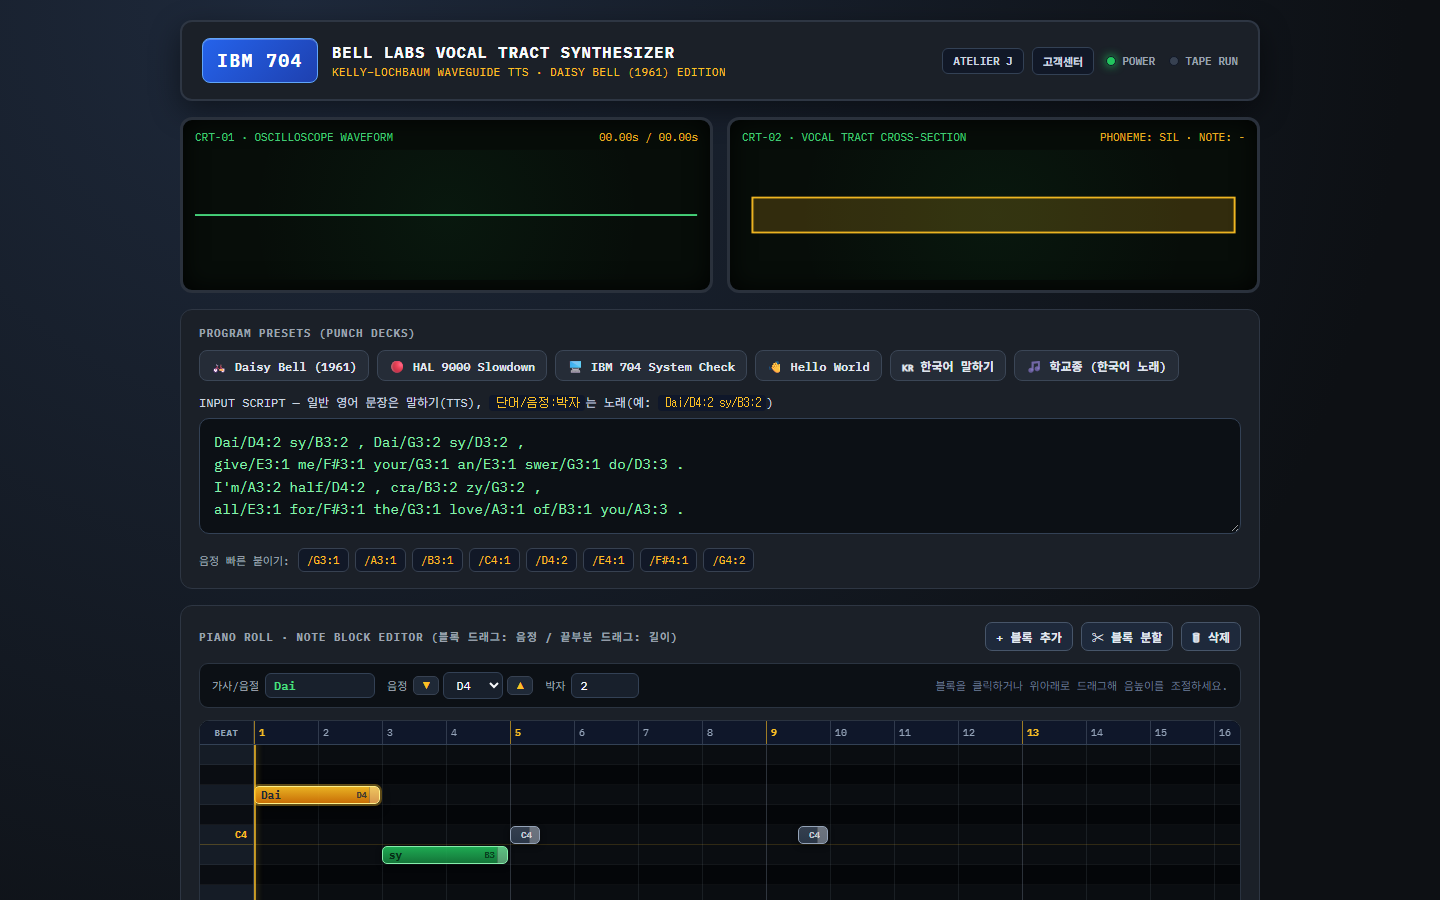 IBM 704
BELL LABS VOCAL TRACT SYNTHESIZER
KELLY-LOCHBAUM WAVEGUIDE TTS · DAISY BELL (1961) EDITION
ATELIER J
고객센터
POWER
TAPE RUN
CRT-01 · OSCILLOSCOPE WAVEFORM
00.00s / 00.00s
CRT-02 · VOCAL TRACT CROSS-SECTION
PHONEME: SIL · NOTE: -
PROGRAM PRESETS (PUNCH DECKS)
Daisy Bell (1961)
HAL 9000 Slowdown
IBM 704 System Check
Hello World
KR 한국어 말하기
학교종 (한국어 노래)
INPUT SCRIPT — 일반 영어 문장은 말하기(TTS), 단어/음정:박자 는 노래(예: Dai/D4:2 sy/B3:2 )
Dai/D4:2 sy/B3:2 , Dai/G3:2 sy/D3:2 ,
give/E3:1 me/F#3:1 your/G3:1 an/E3:1 swer/G3:1 do/D3:3 .
I'm/A3:2 half/D4:2 , cra/B3:2 zy/G3:2 ,
all/E3:1 for/F#3:1 the/G3:1 love/A3:1 of/B3:1 you/A3:3 .
음정 빠른 붙이기: /G3:1 /A3:1 /B3:1 /C4:1 /D4:2 /E4:1 /F#4:1 /G4:2
PIANO ROLL · NOTE BLOCK EDITOR (블록 드래그: 음정 / 끝부분 드래그: 길이)
+ 블록 추가
✂ 블록 분할
삭제
가사/음절 Dai 음정 ▼ D4 ▲ 박자 2
블록을 클릭하거나 위아래로 드래그해 음높이를 조절하세요.
BEAT 1 2 3 4 5 6 7 8 9 10 11 12 13 14 15 16
Dai D4
C4 C4 C4
sy B3